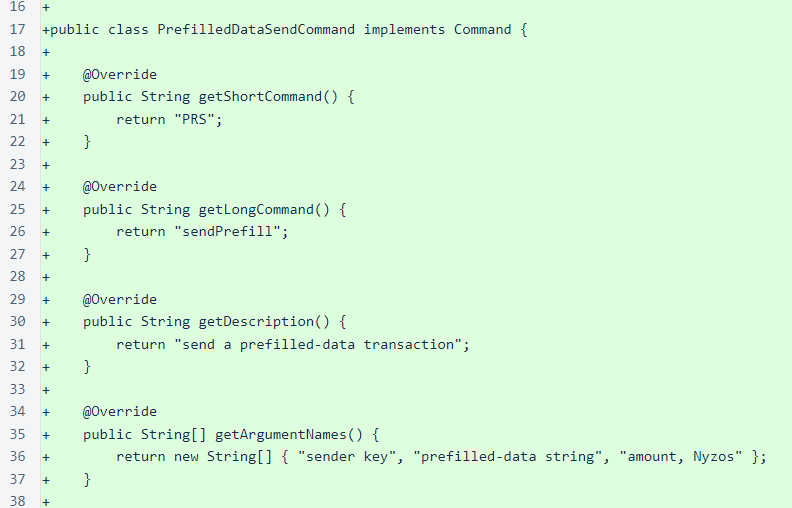 16 +
17 +public class PrefilledDataSendCommand implements Command {
18 +
19 +    @Override
20 +    public String getShortCommand() {
21 +        return "PRS";
22 +    }
23 +
24 +    @Override
25 +    public String getLongCommand() {
26 +        return "sendPrefill";
27 +    }
28 +
29 +    @Override
30 +    public String getDescription() {
31 +        return "send a prefilled-data transaction";
32 +    }
33 +
34 +    @Override
35 +    public String[] getArgumentNames() {
36 +        return new String[] { "sender key", "prefilled-data string", "amount, Nyzos" };
37 +    }
38 +